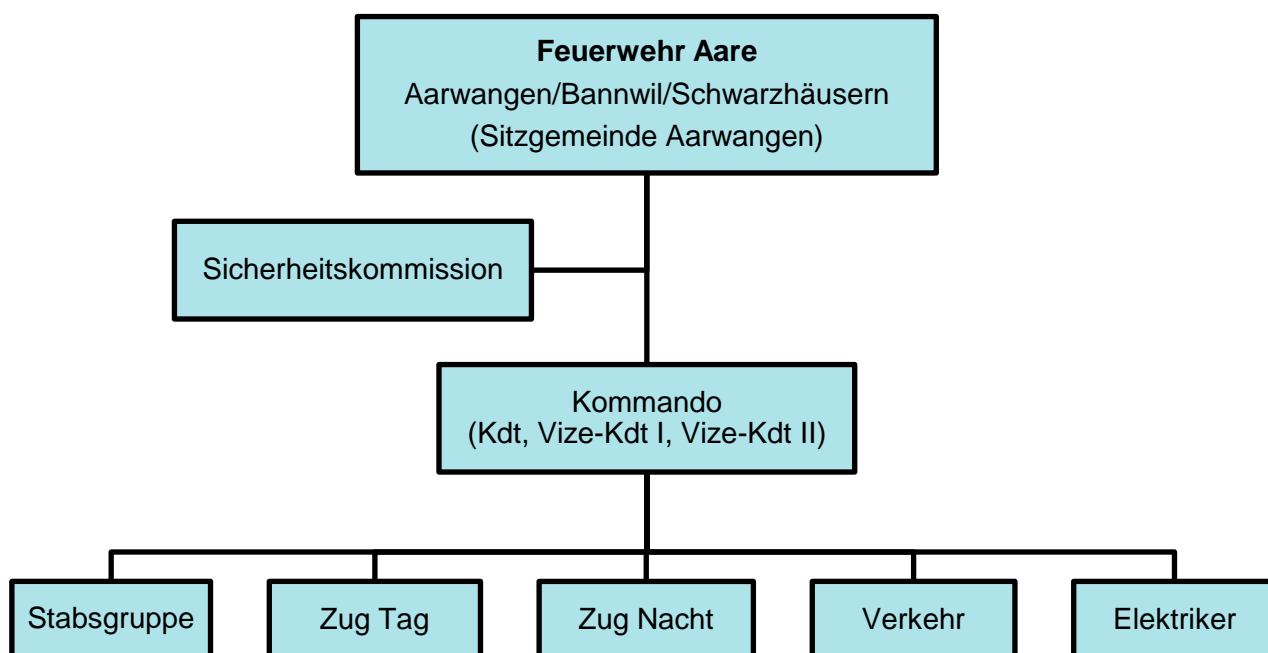 Feuerwehr Aare
Aarwangen/Bannwil/Schwarzhäusern
(Sitzgemeinde Aarwangen)
Sicherheitskommission
Kommando
(Kdt, Vize-Kdt I, Vize-Kdt II)
Stabsgruppe
Zug Tag
Zug Nacht
Verkehr
Elektriker